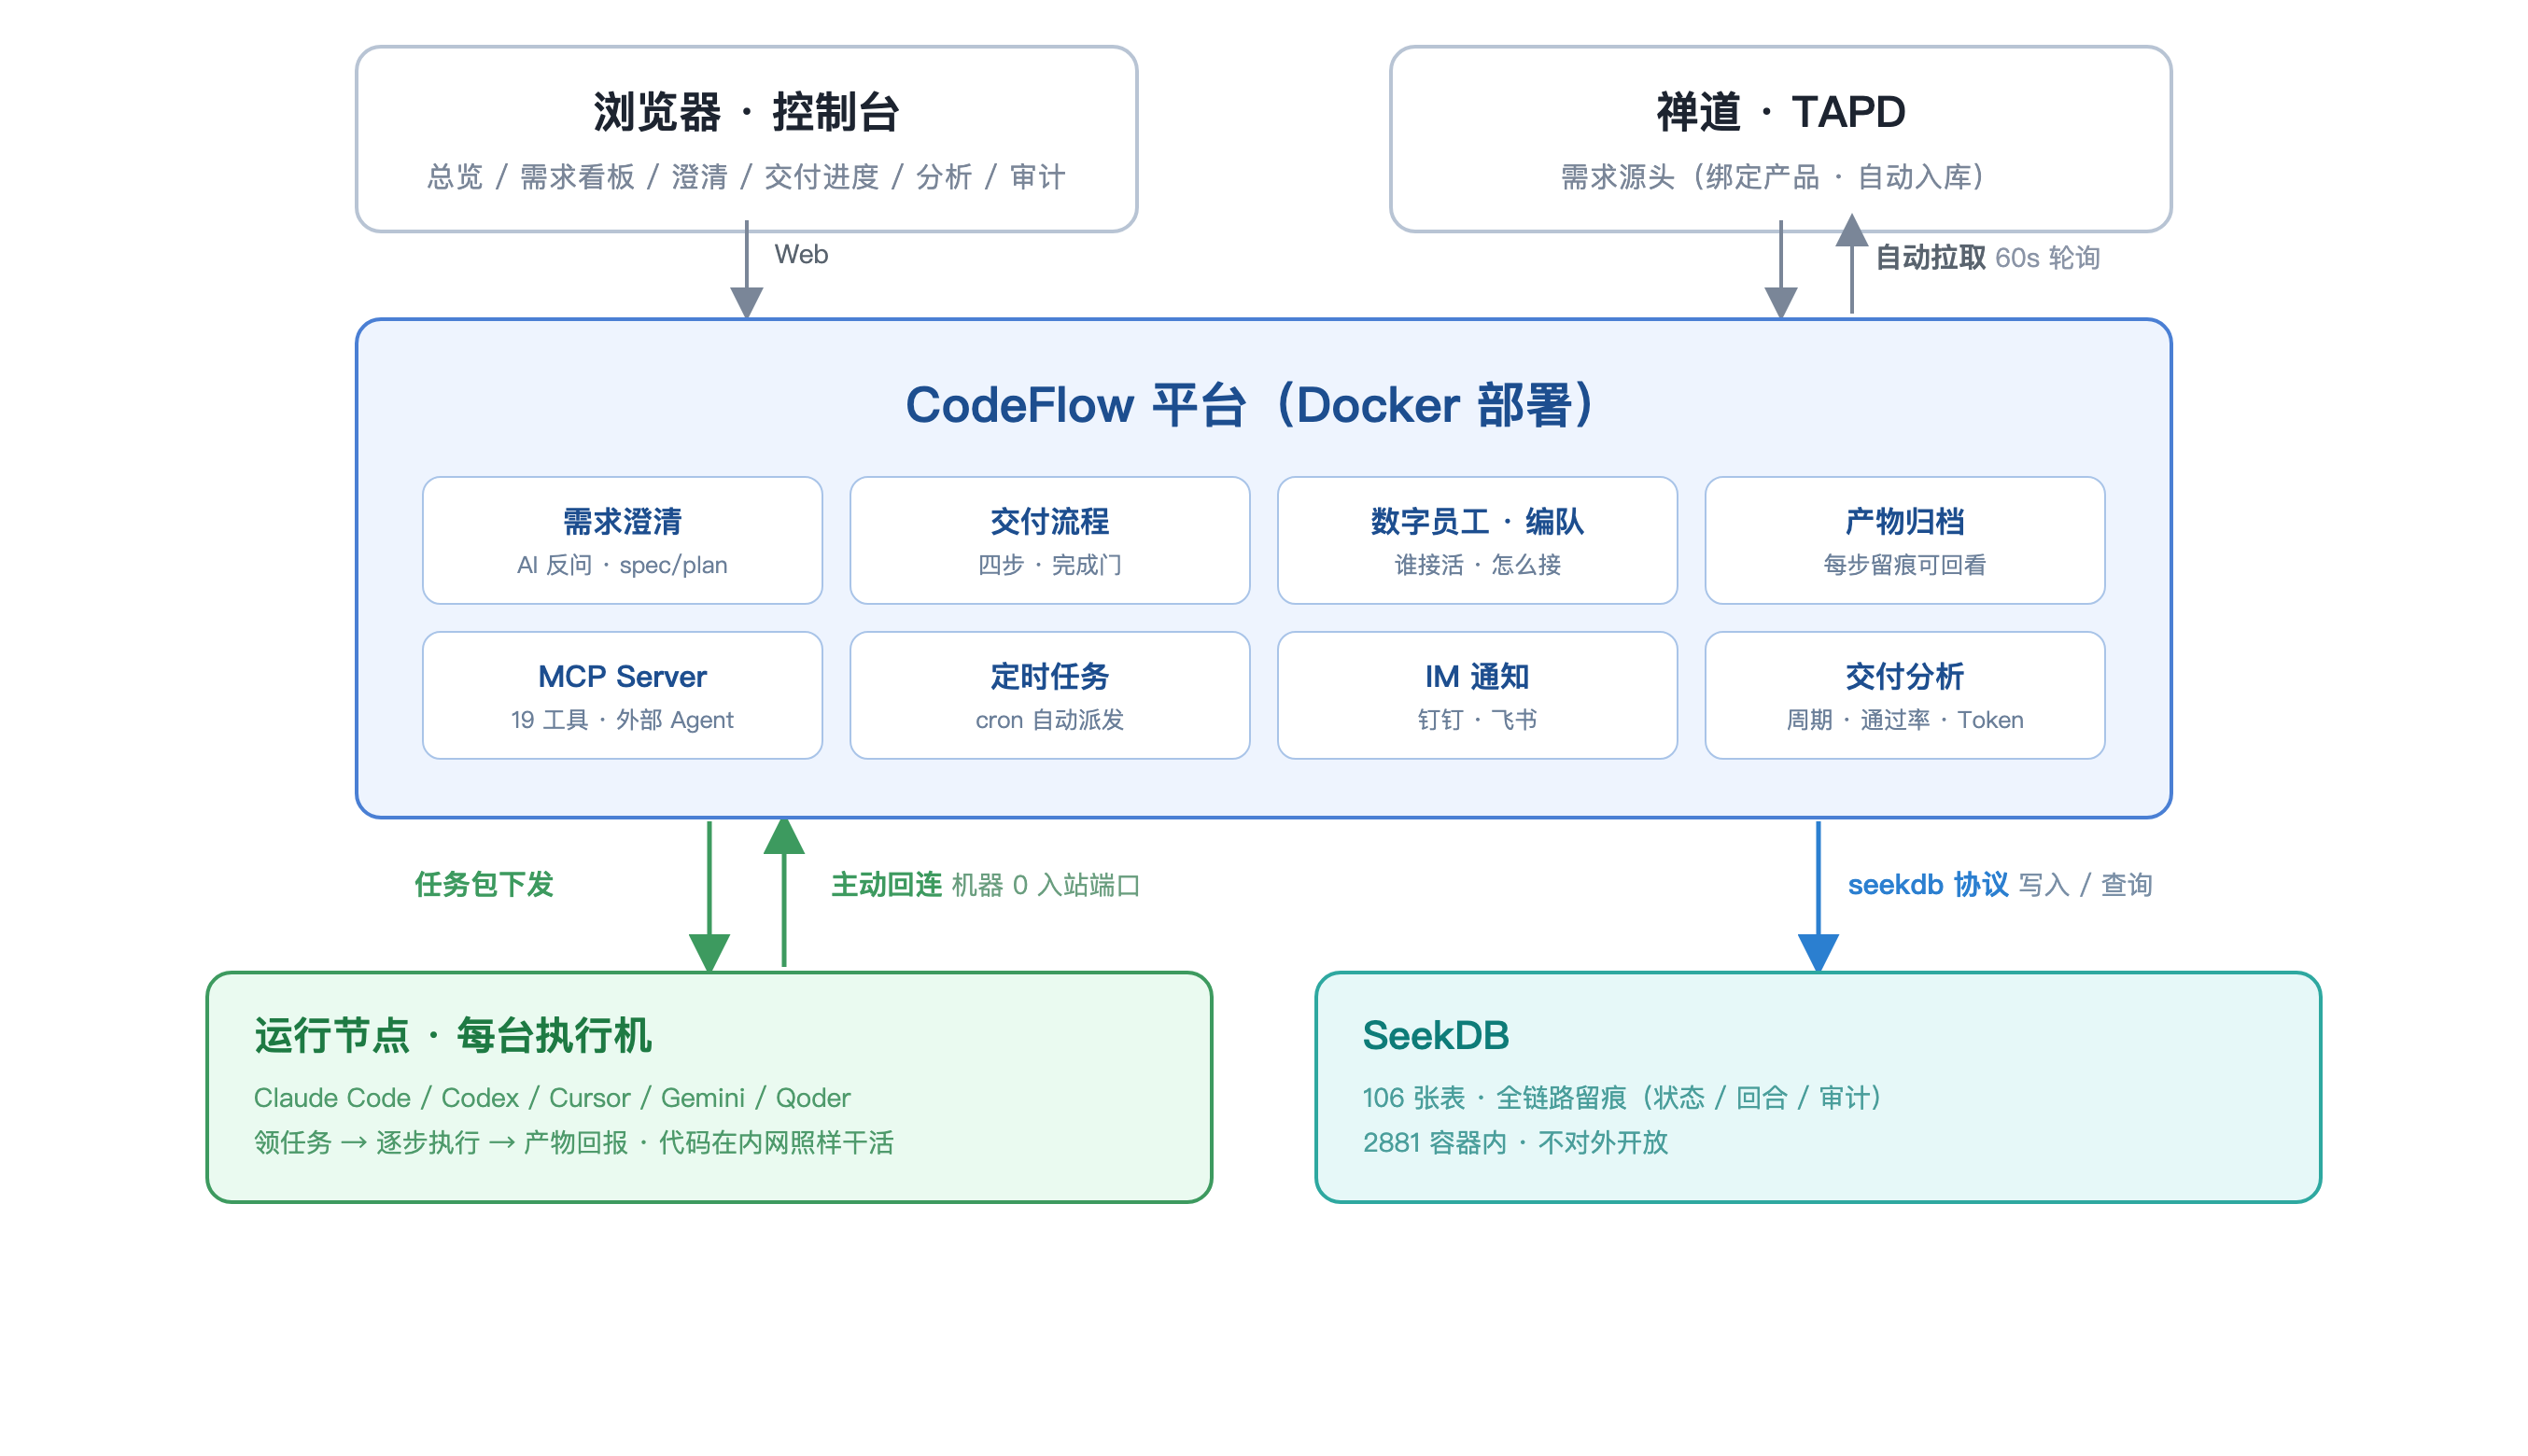 浏览器 · 控制台
总览 / 需求看板 / 澄清 / 交付进度 / 分析 / 审计
禅道 · TAPD
需求源头（绑定产品 · 自动入库）
Web
自动拉取 60s 轮询
CodeFlow 平台（Docker 部署）
需求澄清
AI 反问 · spec/plan
交付流程
四步 · 完成门
数字员工 · 编队
谁接活 · 怎么接
产物归档
每步留痕可回看
MCP Server
19 工具 · 外部 Agent
定时任务
cron 自动派发
IM 通知
钉钉 · 飞书
交付分析
周期 · 通过率 · Token
任务包下发
主动回连 机器 0 入站端口
seekdb 协议 写入 / 查询
运行节点 · 每台执行机
Claude Code / Codex / Cursor / Gemini / Qoder
领任务 → 逐步执行 → 产物回报 · 代码在内网照样干活
SeekDB
106 张表 · 全链路留痕（状态 / 回合 / 审计）
2881 容器内 · 不对外开放